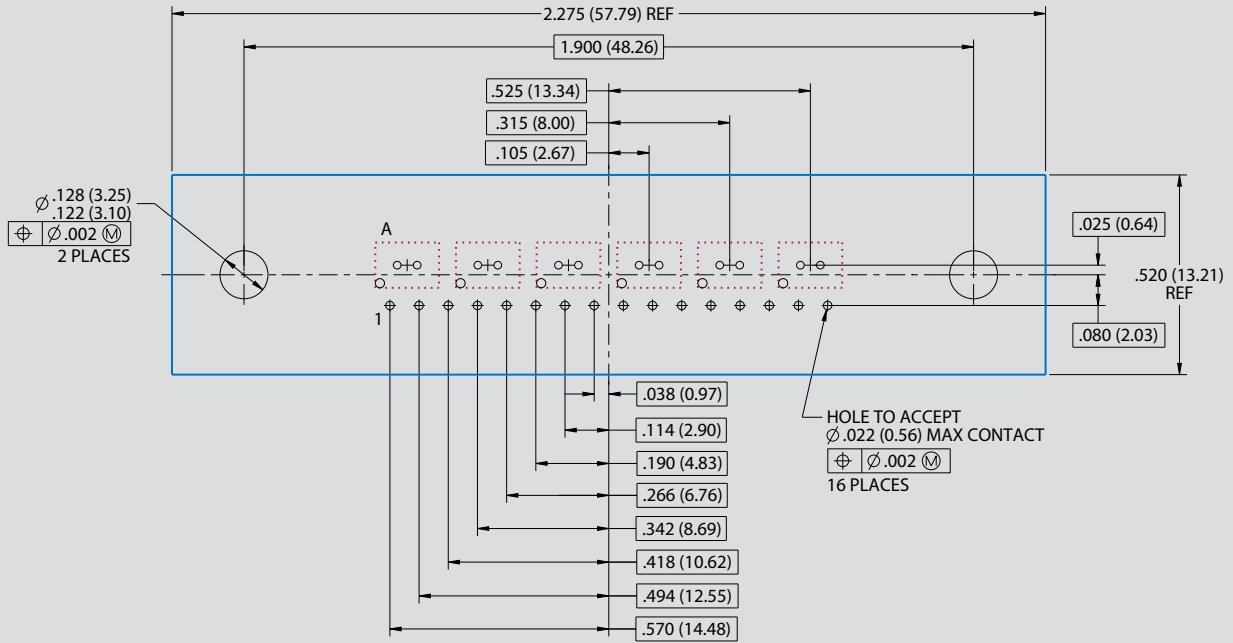 2.275 (57.79) REF
1.900 (48.26)
.525 (13.34)
.315 (8.00)
.105 (2.67)
Ø .128 (3.25)
.122 (3.10)
⌖ Ø.002 Ⓜ
2 PLACES
A
1
.025 (0.64)
.520 (13.21)
REF
.080 (2.03)
.038 (0.97)
.114 (2.90)
.190 (4.83)
.266 (6.76)
.342 (8.69)
.418 (10.62)
.494 (12.55)
.570 (14.48)
HOLE TO ACCEPT
Ø.022 (0.56) MAX CONTACT
⌖ Ø.002 Ⓜ
16 PLACES